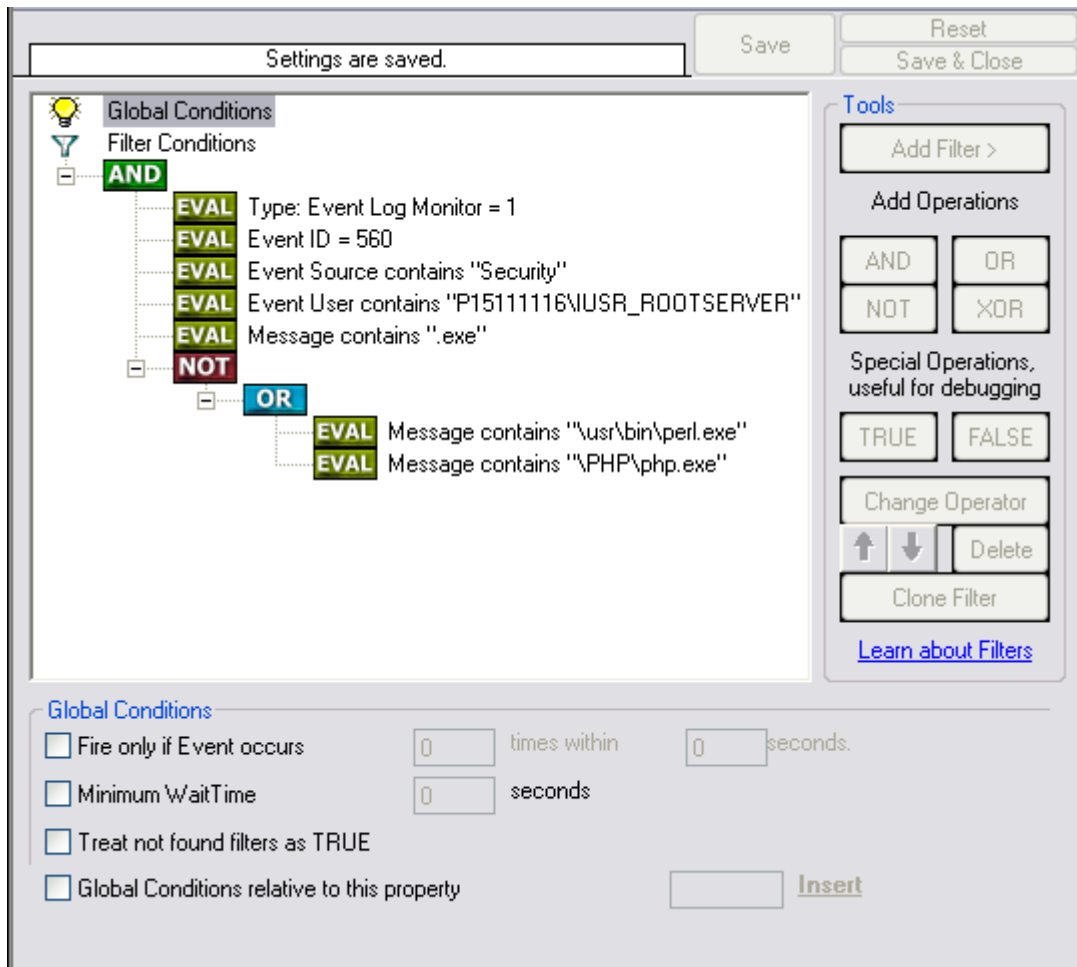 Settings are saved.
Save
Reset
Save & Close
Global Conditions
Filter Conditions
AND
EVAL Type: Event Log Monitor = 1
EVAL Event ID = 560
EVAL Event Source contains "Security"
EVAL Event User contains "P15111116\IUSR_ROOTSERVER"
EVAL Message contains ".exe"
NOT
OR
EVAL Message contains "\usr\bin\perl.exe"
EVAL Message contains "\PHP\php.exe"
Tools
Add Filter >
Add Operations
AND OR
NOT XOR
Special Operations,
useful for debugging
TRUE FALSE
Change Operator
Delete
Clone Filter
Learn about Filters
Global Conditions
Fire only if Event occurs 0 times within 0 seconds.
Minimum WaitTime 0 seconds
Treat not found filters as TRUE
Global Conditions relative to this property Insert